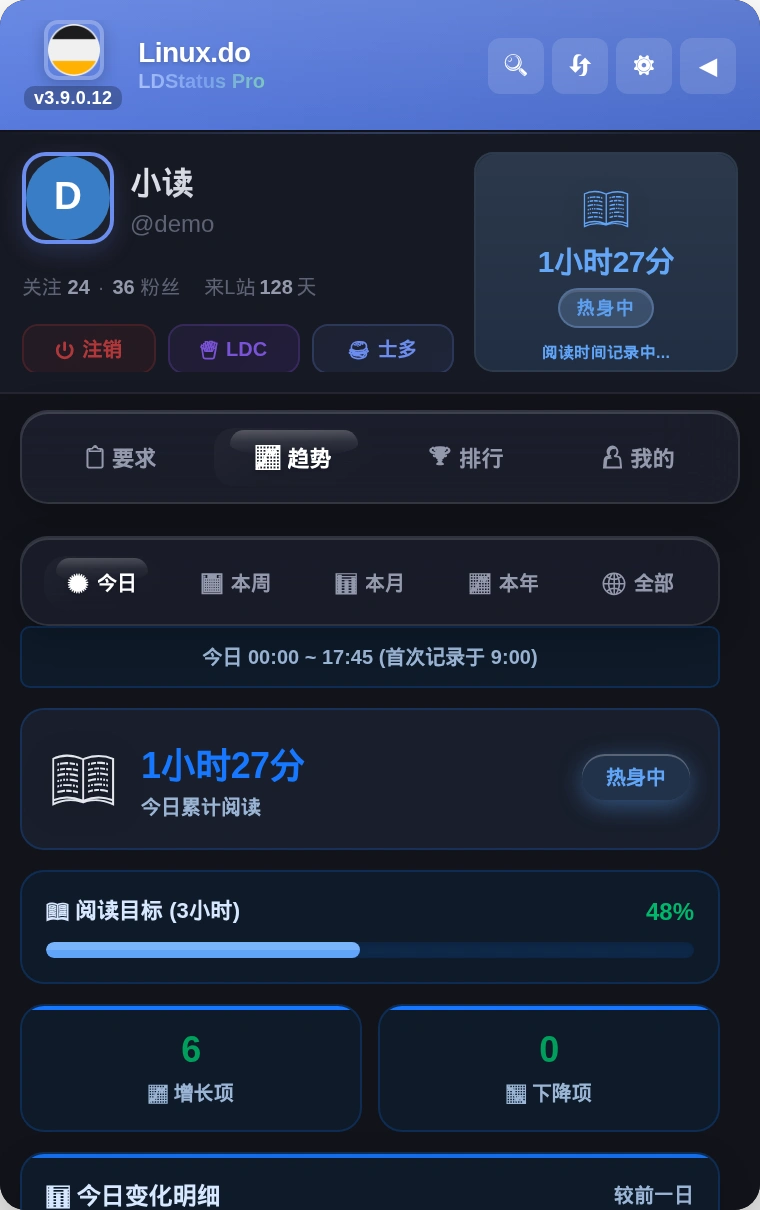 Linux.do
LDStatus Pro
v3.9.0.12
D
小读
@demo
关注 24 · 36 粉丝 来L站 128 天
注销 LDC 士多
1小时27分
热身中
阅读时间记录中...
要求 趋势 排行 我的
今日 本周 本月 本年 全部
今日 00:00 ~ 17:45 (首次记录于 9:00)
1小时27分
今日累计阅读
热身中
阅读目标 (3小时) 48%
6
增长项
0
下降项
今日变化明细 较前一日